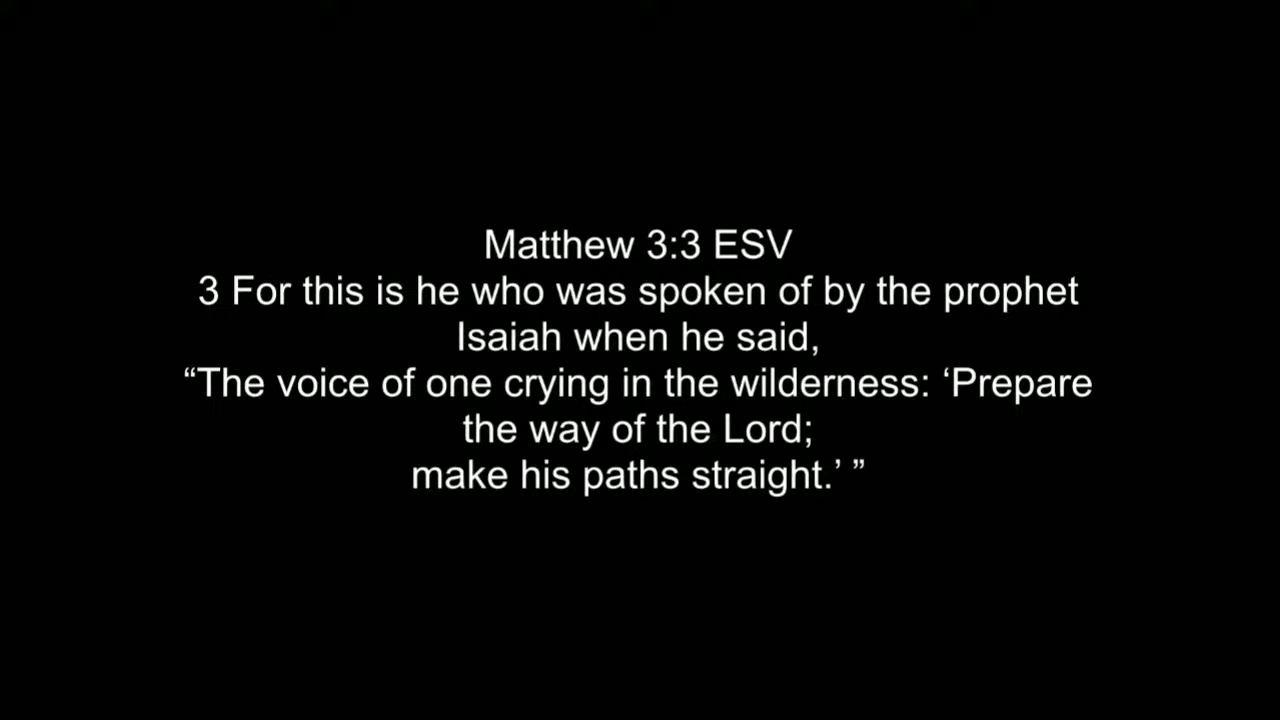 Matthew 3:3 ESV
3 For this is he who was spoken of by the prophet
Isaiah when he said,
“The voice of one crying in the wilderness: ‘Prepare
the way of the Lord;
make his paths straight.’ ”